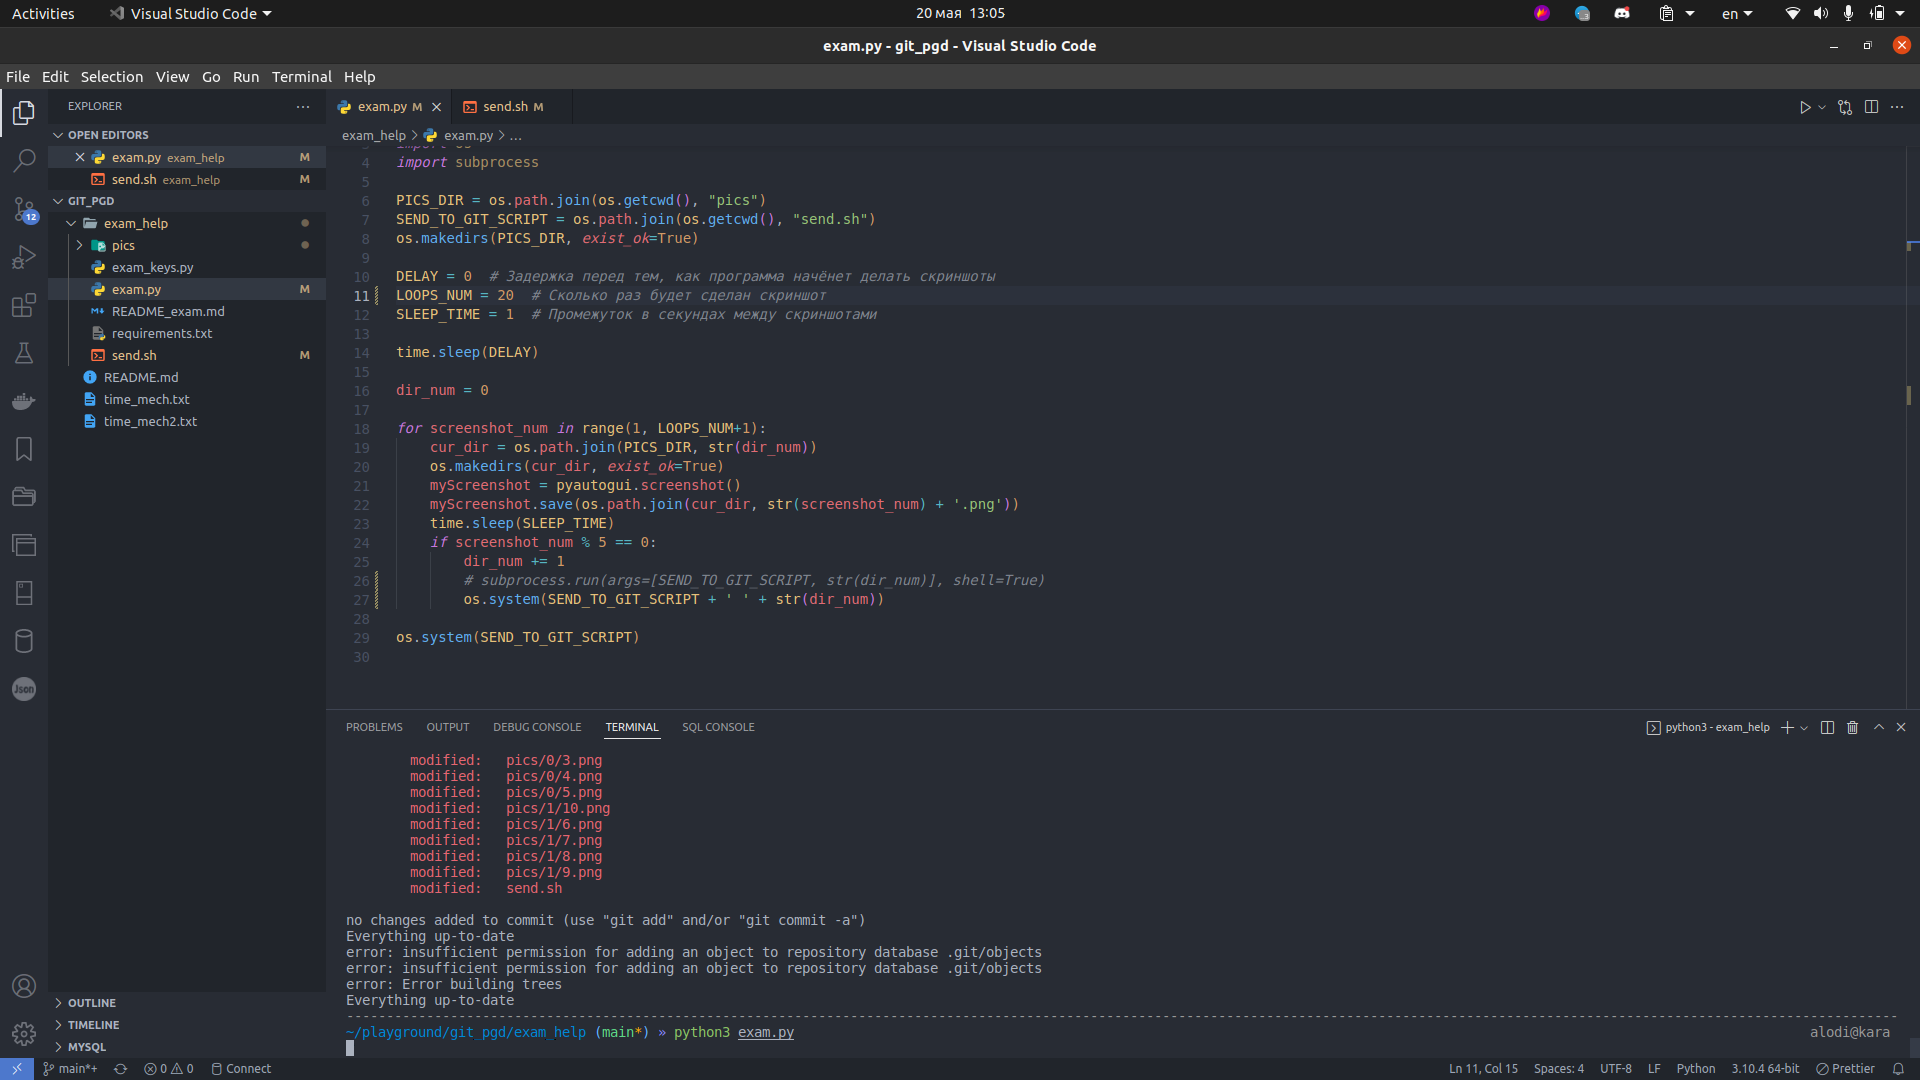 Activities
Visual Studio Code
20 мая 13:05
en
exam.py - git_pgd - Visual Studio Code
File Edit Selection View Go Run Terminal Help
EXPLORER
OPEN EDITORS
exam.py exam_help M
send.sh exam_help M
GIT_PGD
exam_help
pics
exam_keys.py
exam.py M
README_exam.md
requirements.txt
send.sh M
README.md
time_mech.txt
time_mech2.txt
OUTLINE
TIMELINE
MYSQL
12
Json
exam.py M
send.sh M
exam_help > exam.py > ...
3 import os
4 import subprocess
5
6 PICS_DIR = os.path.join(os.getcwd(), "pics")
7 SEND_TO_GIT_SCRIPT = os.path.join(os.getcwd(), "send.sh")
8 os.makedirs(PICS_DIR, exist_ok=True)
9
10 DELAY = 0  # Задержка перед тем, как программа начёнет делать скриншоты
11 LOOPS_NUM = 20  # Сколько раз будет сделан скриншот
12 SLEEP_TIME = 1  # Промежуток в секундах между скриншотами
13
14 time.sleep(DELAY)
15
16 dir_num = 0
17
18 for screenshot_num in range(1, LOOPS_NUM+1):
19     cur_dir = os.path.join(PICS_DIR, str(dir_num))
20     os.makedirs(cur_dir, exist_ok=True)
21     myScreenshot = pyautogui.screenshot()
22     myScreenshot.save(os.path.join(cur_dir, str(screenshot_num) + '.png'))
23     time.sleep(SLEEP_TIME)
24     if screenshot_num % 5 == 0:
25         dir_num += 1
26         # subprocess.run(args=[SEND_TO_GIT_SCRIPT, str(dir_num)], shell=True)
27         os.system(SEND_TO_GIT_SCRIPT + ' ' + str(dir_num))
28
29 os.system(SEND_TO_GIT_SCRIPT)
30
PROBLEMS OUTPUT DEBUG CONSOLE TERMINAL SQL CONSOLE
python3 - exam_help
modified:   pics/0/3.png
modified:   pics/0/4.png
modified:   pics/0/5.png
modified:   pics/1/10.png
modified:   pics/1/6.png
modified:   pics/1/7.png
modified:   pics/1/8.png
modified:   pics/1/9.png
modified:   send.sh
no changes added to commit (use "git add" and/or "git commit -a")
Everything up-to-date
error: insufficient permission for adding an object to repository database .git/objects
error: insufficient permission for adding an object to repository database .git/objects
error: Error building trees
Everything up-to-date
~/playground/git_pgd/exam_help (main*) » python3 exam.py
alodi@kara
main*+ 0 0 Connect
Ln 11, Col 15 Spaces: 4 UTF-8 LF Python 3.10.4 64-bit Prettier